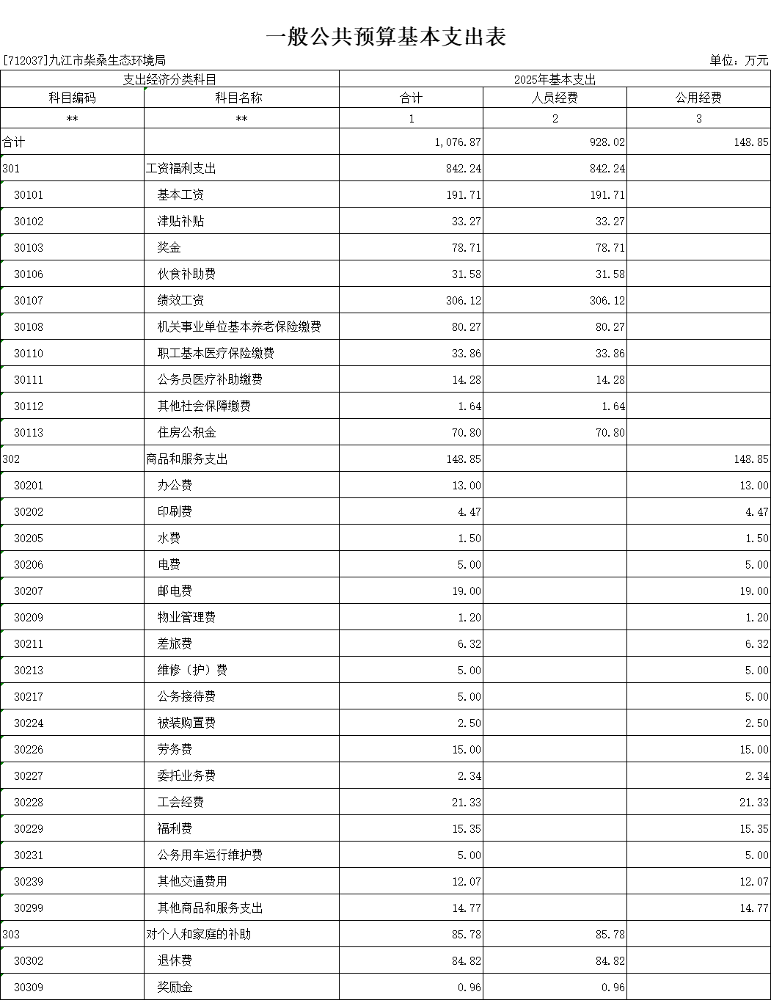 一般公共预算基本支出表
[712037]九江市柴桑生态环境局 单位：万元
支出经济分类科目 2025年基本支出
科目编码 科目名称 合计 人员经费 公用经费
** ** 1 2 3
合计 1,076.87 928.02 148.85
301 工资福利支出 842.24 842.24
30101 基本工资 191.71 191.71
30102 津贴补贴 33.27 33.27
30103 奖金 78.71 78.71
30106 伙食补助费 31.58 31.58
30107 绩效工资 306.12 306.12
30108 机关事业单位基本养老保险缴费 80.27 80.27
30110 职工基本医疗保险缴费 33.86 33.86
30111 公务员医疗补助缴费 14.28 14.28
30112 其他社会保障缴费 1.64 1.64
30113 住房公积金 70.80 70.80
302 商品和服务支出 148.85 148.85
30201 办公费 13.00 13.00
30202 印刷费 4.47 4.47
30205 水费 1.50 1.50
30206 电费 5.00 5.00
30207 邮电费 19.00 19.00
30209 物业管理费 1.20 1.20
30211 差旅费 6.32 6.32
30213 维修（护）费 5.00 5.00
30217 公务接待费 5.00 5.00
30224 被装购置费 2.50 2.50
30226 劳务费 15.00 15.00
30227 委托业务费 2.34 2.34
30228 工会经费 21.33 21.33
30229 福利费 15.35 15.35
30231 公务用车运行维护费 5.00 5.00
30239 其他交通费用 12.07 12.07
30299 其他商品和服务支出 14.77 14.77
303 对个人和家庭的补助 85.78 85.78
30302 退休费 84.82 84.82
30309 奖励金 0.96 0.96